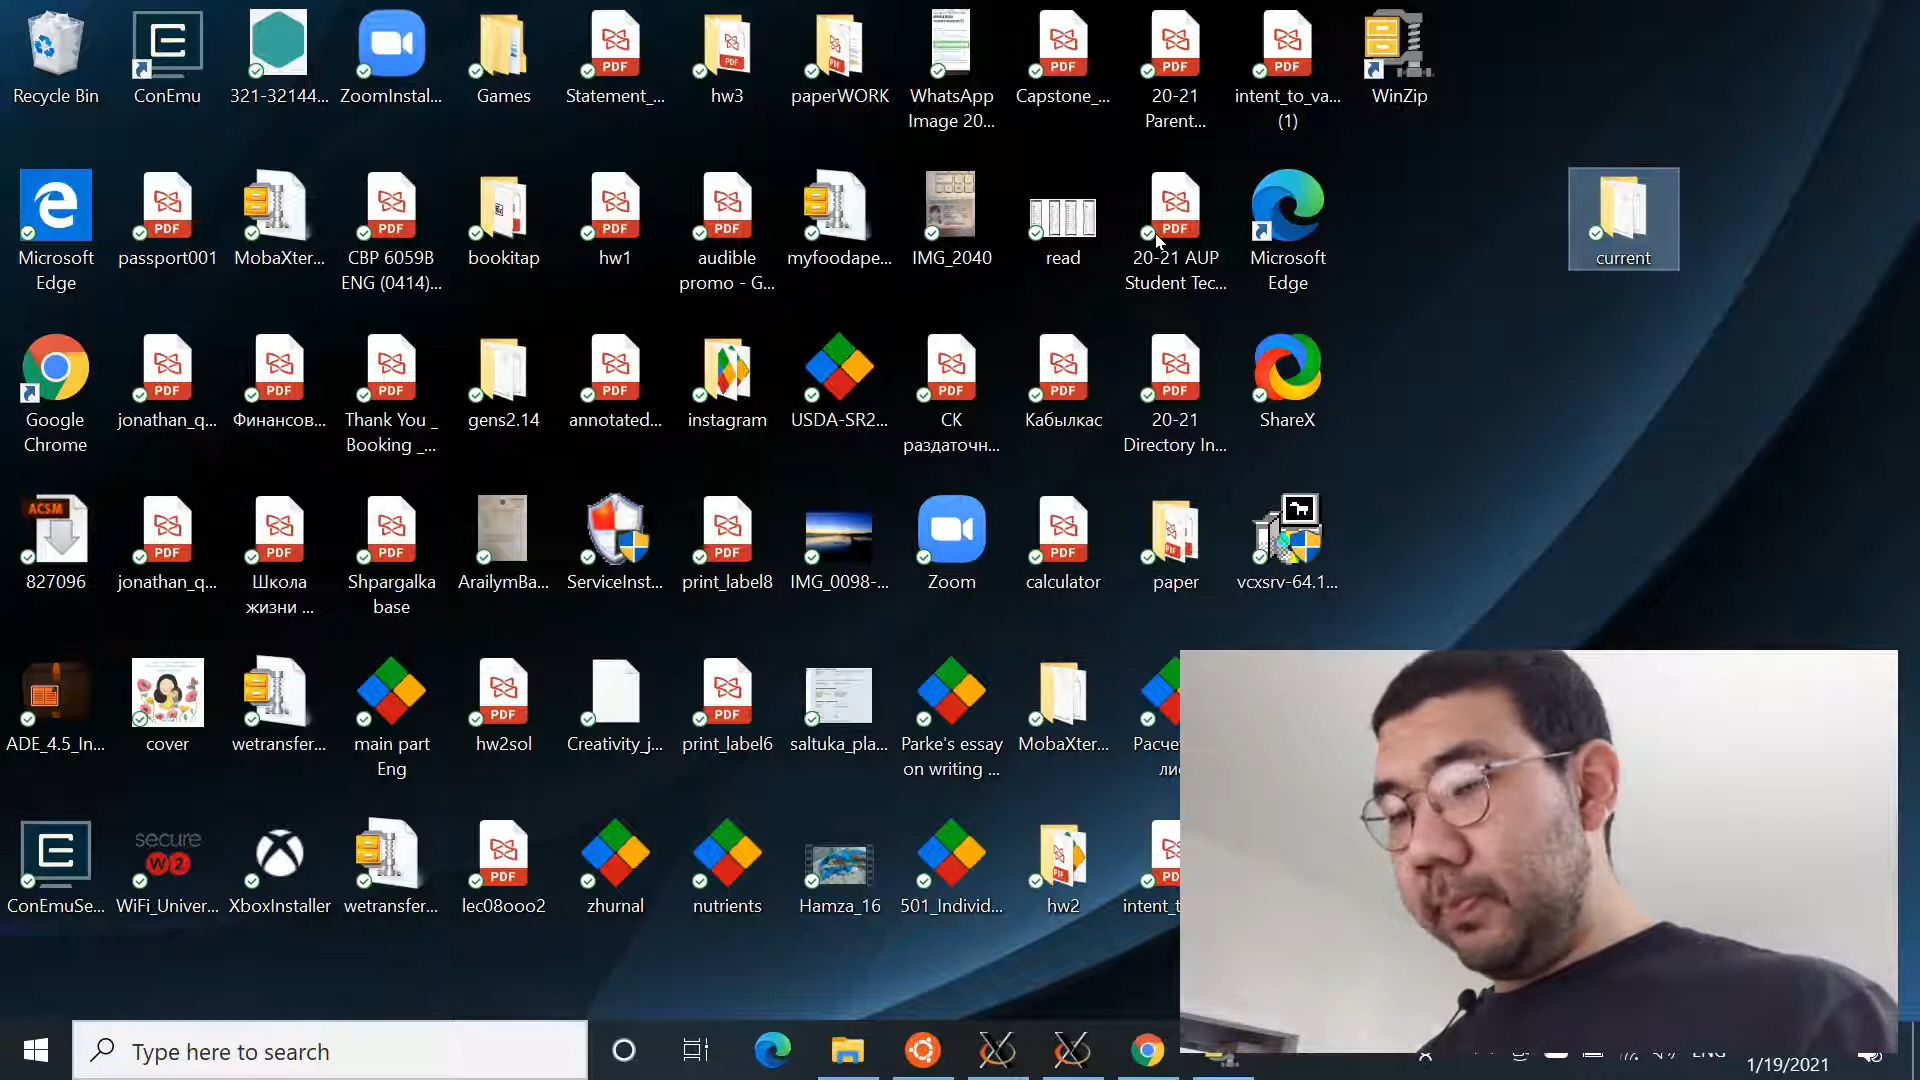 Recycle Bin
ConEmu
321-32144...
ZoomInstal...
Games
PDF
Statement_...
PDF
hw3
paperWORK
WhatsApp
Image 20...
PDF
Capstone_...
PDF
20-21
Parent...
PDF
intent_to_va...
(1)
WinZip
Microsoft
Edge
PDF
passport001
MobaXter...
PDF
CBP 6059B
ENG (0414)...
bookitap
PDF
hw1
PDF
audible
promo - G...
myfoodape...
IMG_2040
read
PDF
20-21 AUP
Student Tec...
Microsoft
Edge
current
Google
Chrome
PDF
jonathan_q...
PDF
Финансов...
PDF
Thank You _
Booking _...
gens2.14
PDF
annotated...
instagram
USDA-SR2...
PDF
СК
раздаточн...
PDF
Кабылкас
PDF
20-21
Directory In...
ShareX
ACSM
827096
PDF
jonathan_q...
PDF
Школа
жизни ...
PDF
Shpargalka
base
ArailymBa...
ServiceInst...
PDF
print_label8
IMG_0098-...
Zoom
PDF
calculator
paper
vcxsrv-64.1...
ADE_4.5_In...
cover
wetransfer...
main part
Eng
PDF
hw2sol
Creativity_j...
PDF
print_label6
saltuka_pla...
Parke's essay
on writing ...
MobaXter...
Расче
ли
ConEmuSe...
secure
W2
WiFi_Univer...
XboxInstaller
wetransfer...
PDF
lec08ooo2
zhurnal
nutrients
Hamza_16
501_Individ...
PDF
hw2
intent_t
Type here to search
ENG
1/19/2021